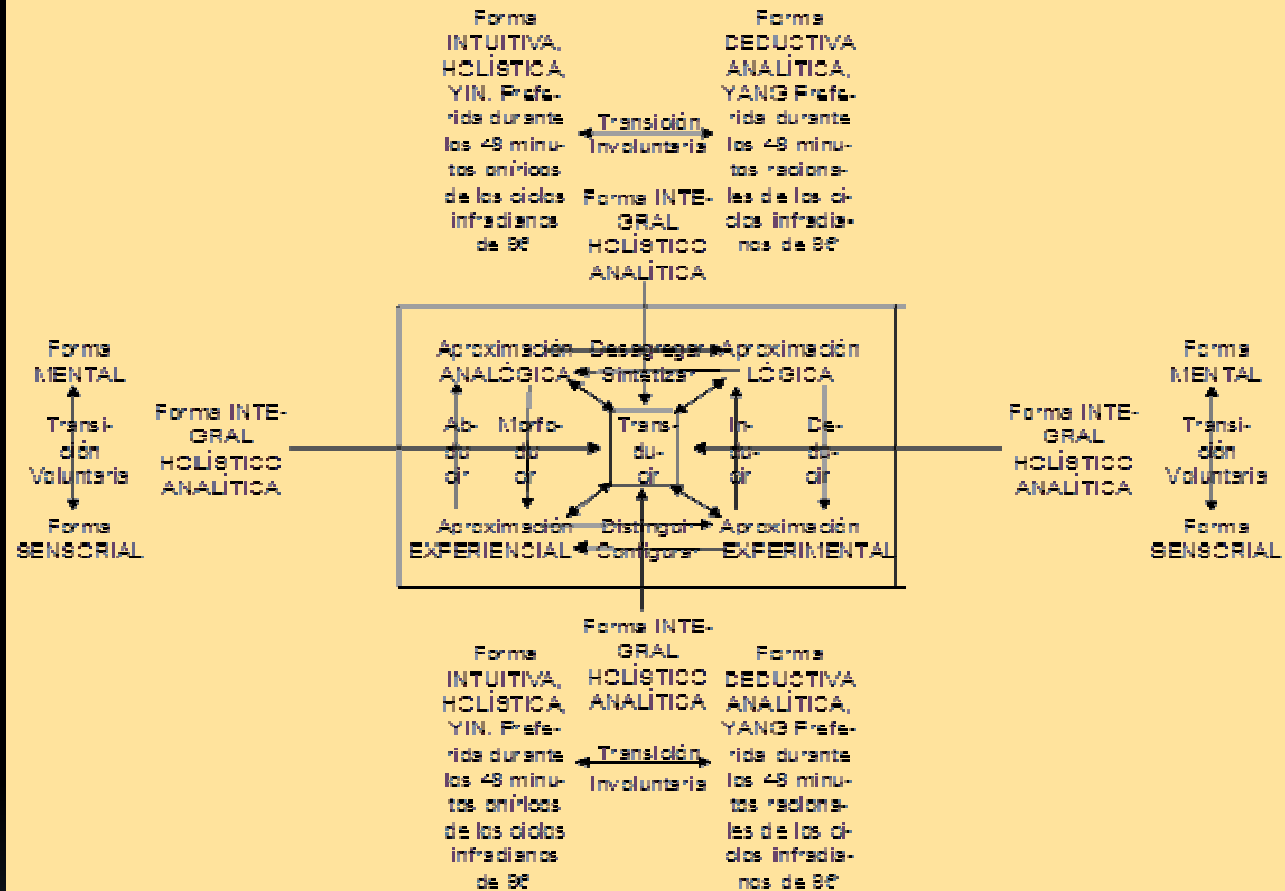 Forma
INTUITIVA,
HOLÍSTICA,
YIN. Prefe-
rida durante
los 48 minu-
tos oníricos
de los ciclos
infradianos
de 96'
Forma
DEDUCTIVA
ANALÍTICA,
YANG Prefe-
rida durante
los 48 minu-
tos raciona-
les de los ci-
clos infradia-
nos de 96'
Transición
Involuntaria
Forma INTE-
GRAL
HOLÍSTICO
ANALÍTICA
Forma
MENTAL
Transi-
ción
Voluntaria
Forma
SENSORIAL
Forma INTE-
GRAL
HOLÍSTICO
ANALÍTICA
Aproximación
ANALÓGICA
Desagregar
Sintetizar
Aproximación
LÓGICA
Ab-
du-
cir
Morfo-
du-
cir
Trans-
du-
cir
In-
du-
cir
De-
du-
cir
Aproximación
EXPERIENCIAL
Distinguir
Configurar
Aproximación
EXPERIMENTAL
Forma INTE-
GRAL
HOLÍSTICO
ANALÍTICA
Forma
MENTAL
Transi-
ción
Voluntaria
Forma
SENSORIAL
Forma INTE-
GRAL
HOLÍSTICO
ANALÍTICA
Forma
INTUITIVA,
HOLÍSTICA,
YIN. Prefe-
rida durante
los 48 minu-
tos oníricos
de los ciclos
infradianos
de 96'
Transición
Involuntaria
Forma
DEDUCTIVA
ANALÍTICA,
YANG Prefe-
rida durante
los 48 minu-
tos raciona-
les de los ci-
clos infradia-
nos de 96'